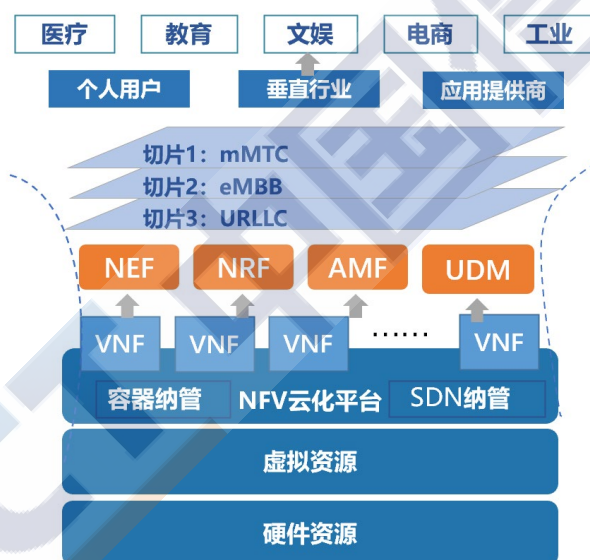 医疗 教育 文娱 电商 工业
个人用户 垂直行业 应用提供商
切片1：mMTC
切片2：eMBB
切片3：URLLC
NEF NRF AMF UDM
VNF VNF VNF ...... VNF
容器纳管 NFV云化平台 SDN纳管
虚拟资源
硬件资源